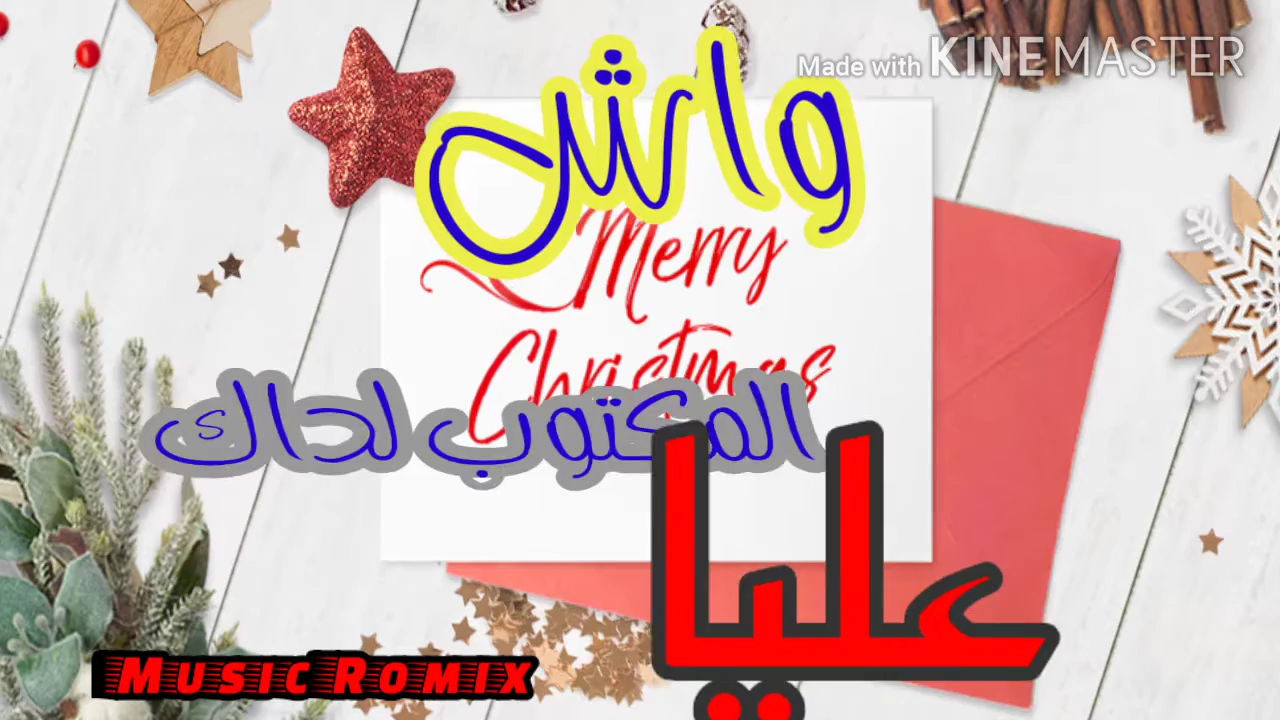 Made with KINEMASTER
واش
Merry
Christmas
المكتوب لداك
عليا
MUSIC ROMIX